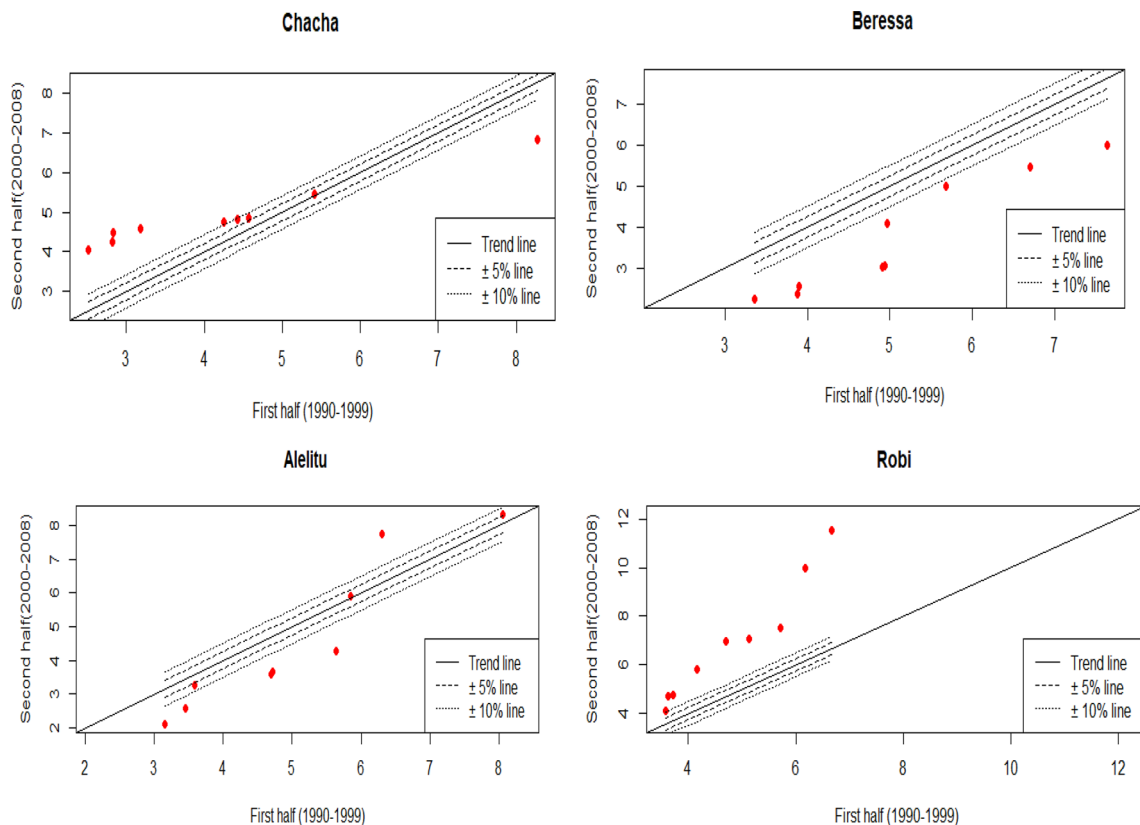 Chacha
Second half(2000-2008)
8
7
6
5
4
3
Trend line
± 5% line
± 10% line
3 4 5 6 7 8
First half (1990-1999)
Beressa
Second half(2000-2008)
7
6
5
4
3
Trend line
± 5% line
± 10% line
3 4 5 6 7
First half (1990-1999)
Alelitu
Second half(2000-2008)
8
7
6
5
4
3
2
Trend line
± 5% line
± 10% line
2 3 4 5 6 7 8
First half (1990-1999)
Robi
Second half(2000-2008)
12
10
8
6
4
Trend line
± 5% line
± 10% line
4 6 8 10 12
First half (1990-1999)